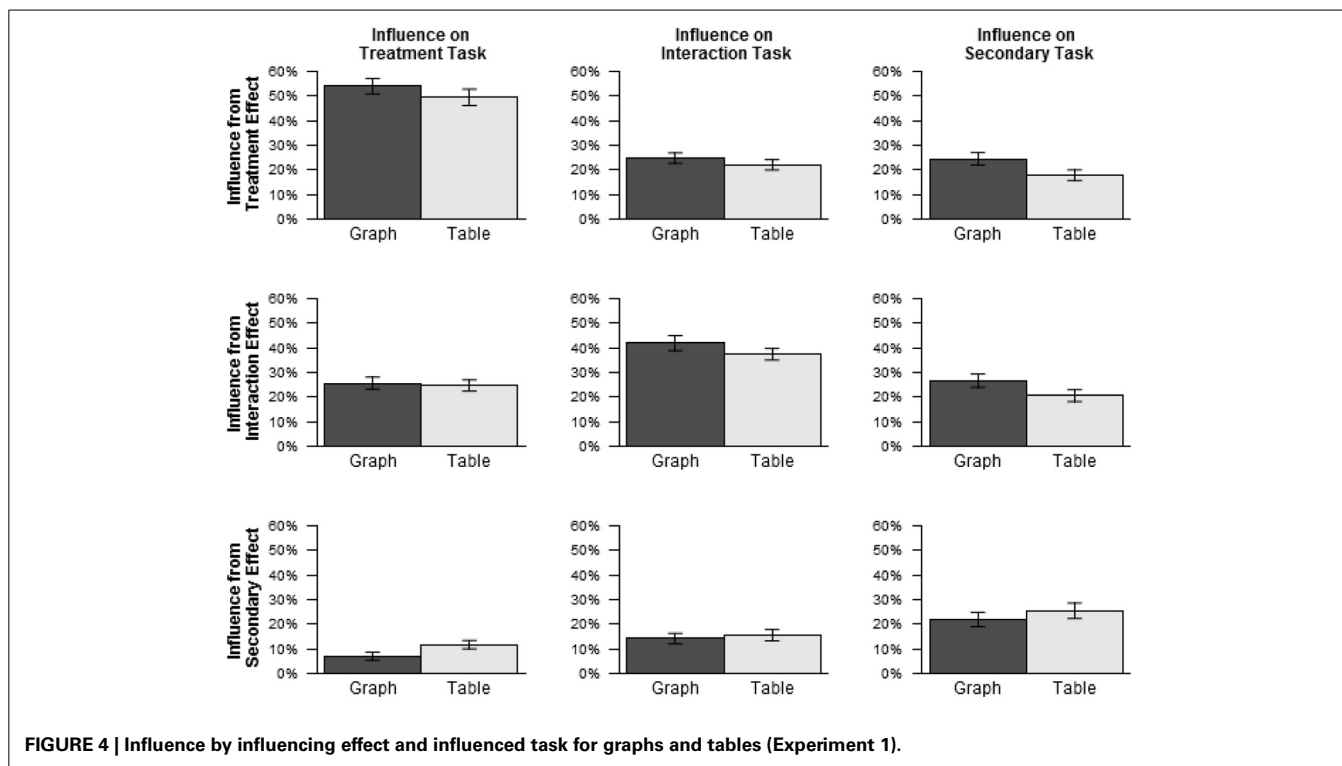 Influence on
Treatment Task
Influence on
Interaction Task
Influence on
Secondary Task
Influence from
Treatment Effect
60%
50%
40%
30%
20%
10%
0%
Graph Table
60%
50%
40%
30%
20%
10%
0%
Graph Table
60%
50%
40%
30%
20%
10%
0%
Graph Table
Influence from
Interaction Effect
60%
50%
40%
30%
20%
10%
0%
Graph Table
60%
50%
40%
30%
20%
10%
0%
Graph Table
60%
50%
40%
30%
20%
10%
0%
Graph Table
Influence from
Secondary Effect
60%
50%
40%
30%
20%
10%
0%
Graph Table
60%
50%
40%
30%
20%
10%
0%
Graph Table
60%
50%
40%
30%
20%
10%
0%
Graph Table
FIGURE 4 | Influence by influencing effect and influenced task for graphs and tables (Experiment 1).